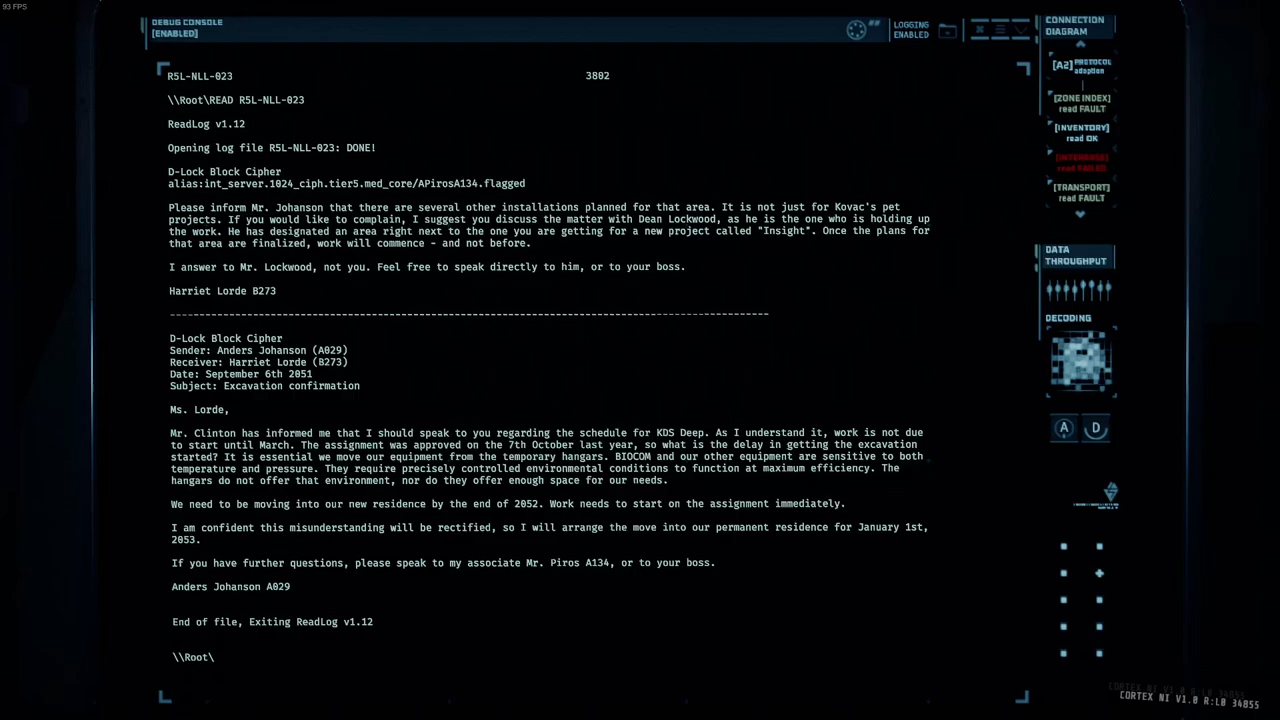 93 FPS
DEBUG CONSOLE
[ENABLED]
LOGGING
ENABLED
CONNECTION
DIAGRAM
R5L-NLL-023
3802
\\Root\READ R5L-NLL-023
ReadLog v1.12
Opening log file R5L-NLL-023: DONE!
D-Lock Block Cipher
alias:int_server.1024_ciph.tier5.med_core/APirosA134.flagged
Please inform Mr. Johanson that there are several other installations planned for that area. It is not just for Kovac's pet
projects. If you would like to complain, I suggest you discuss the matter with Dean Lockwood, as he is the one who is holding up
the work. He has designated an area right next to the one you are getting for a new project called "Insight". Once the plans for
that area are finalized, work will commence - and not before.
I answer to Mr. Lockwood, not you. Feel free to speak directly to him, or to your boss.
Harriet Lorde B273
D-Lock Block Cipher
Sender: Anders Johanson (A029)
Receiver: Harriet Lorde (B273)
Date: September 6th 2051
Subject: Excavation confirmation
Ms. Lorde,
Mr. Clinton has informed me that I should speak to you regarding the schedule for KDS Deep. As I understand it, work is not due
to start until March. The assignment was approved on the 7th October last year, so what is the delay in getting the excavation
started? It is essential we move our equipment from the temporary hangars. BIOCOM and our other equipment are sensitive to both
temperature and pressure. They require precisely controlled environmental conditions to function at maximum efficiency. The
hangars do not offer that environment, nor do they offer enough space for our needs.
We need to be moving into our new residence by the end of 2052. Work needs to start on the assignment immediately.
I am confident this misunderstanding will be rectified, so I will arrange the move into our permanent residence for January 1st,
2053.
If you have further questions, please speak to my associate Mr. Piros A134, or to your boss.
Anders Johanson A029
End of file, Exiting ReadLog v1.12
\\Root\
[A2] PROTOCOL
adaption
[ZONE INDEX]
read FAULT
[INVENTORY]
read OK
read FAILED
[TRANSPORT]
read FAULT
DATA
THROUGHPUT
DECODING
A
D
CORTEX NI V1.0 R:L0 34855